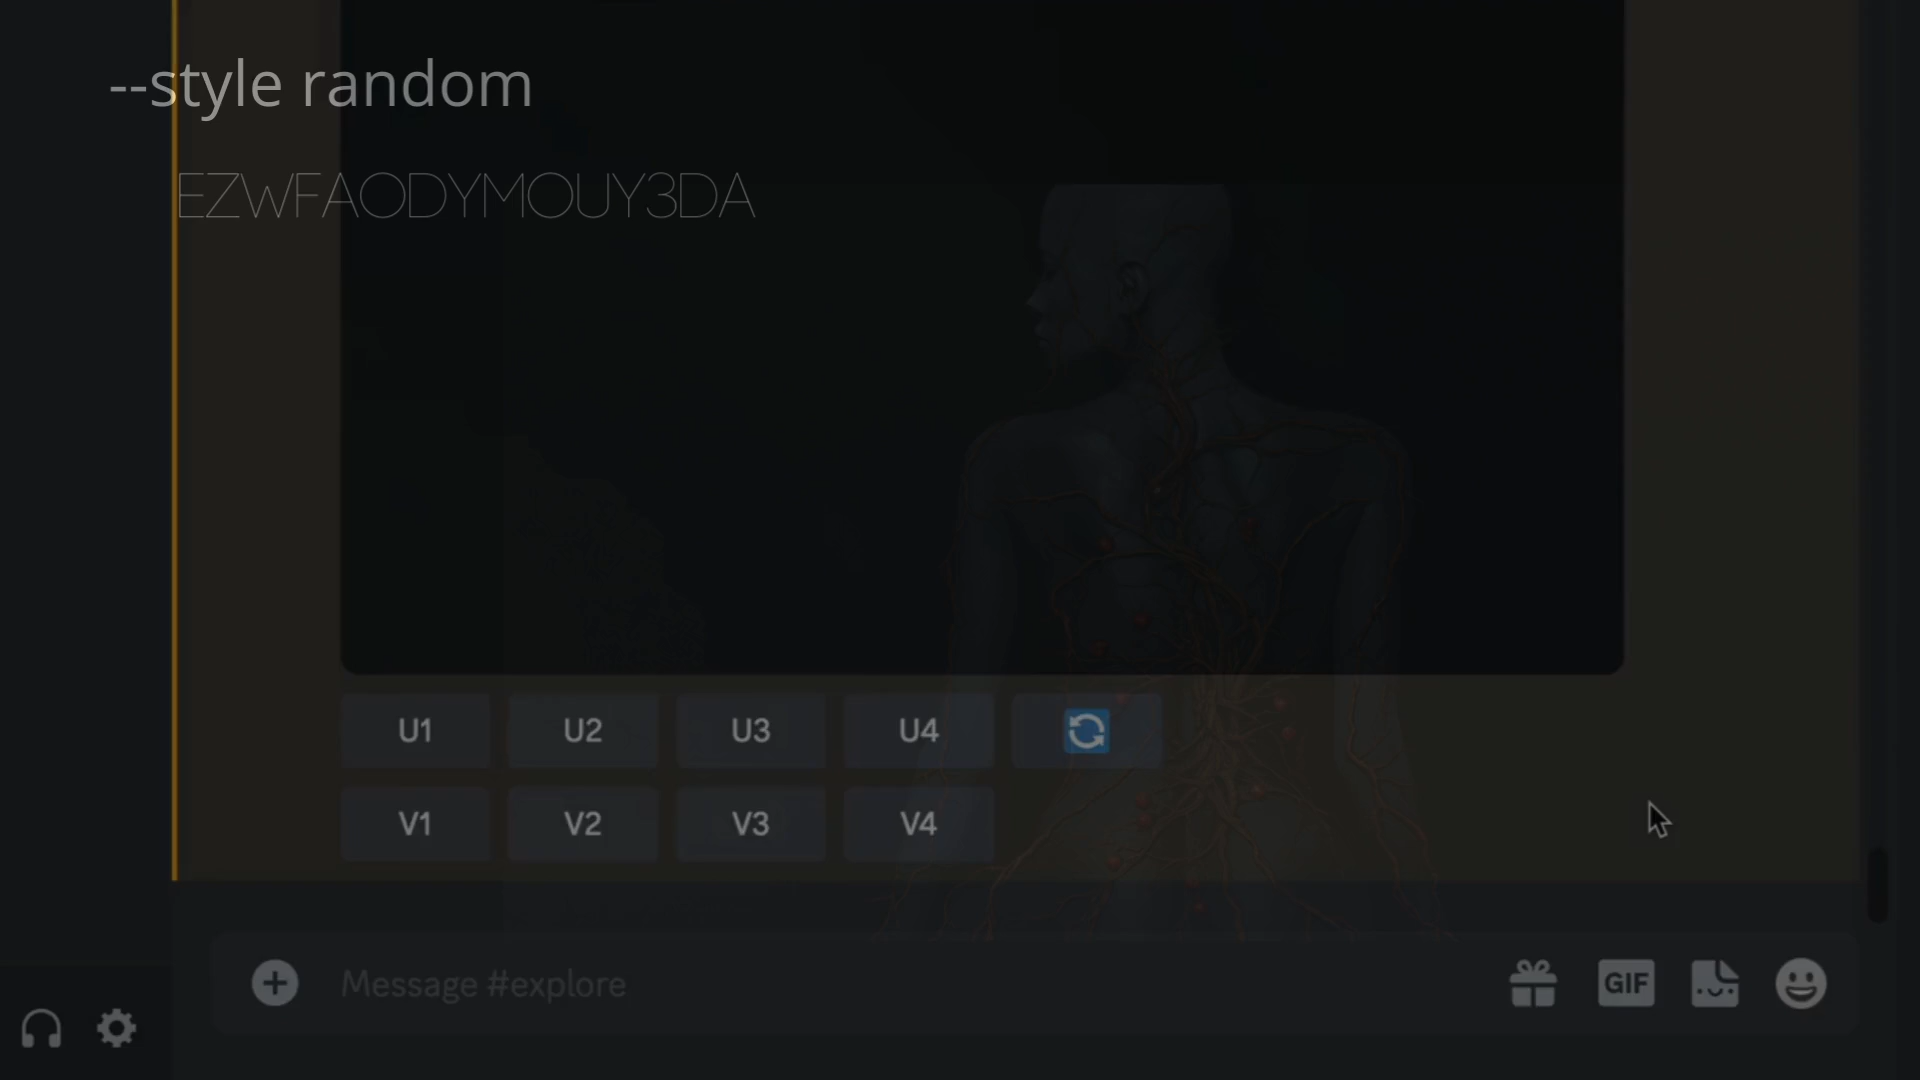 --style random
EZWFAODYMOUY3DA
U1 U2 U3 U4
V1 V2 V3 V4
Message #explore GIF